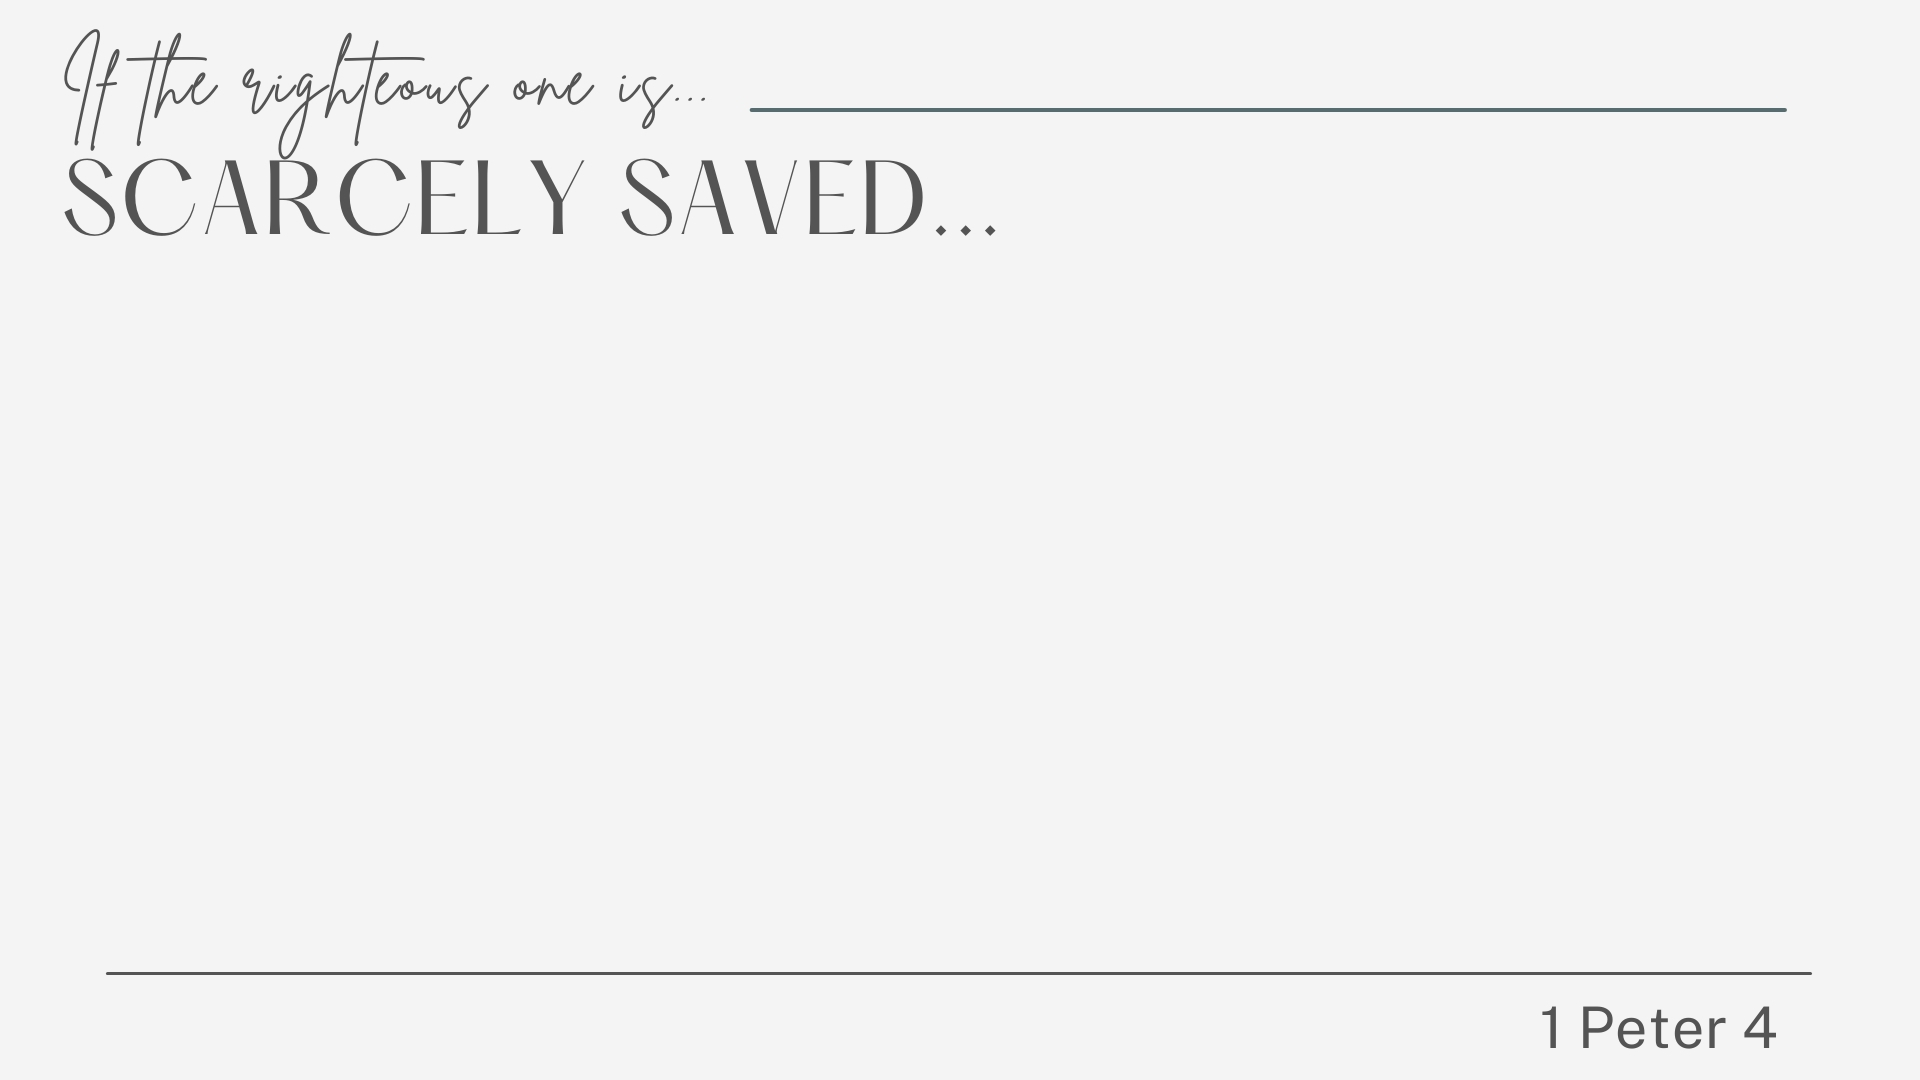 If the righteous one is...
SCARCELY SAVED...
1 Peter 4